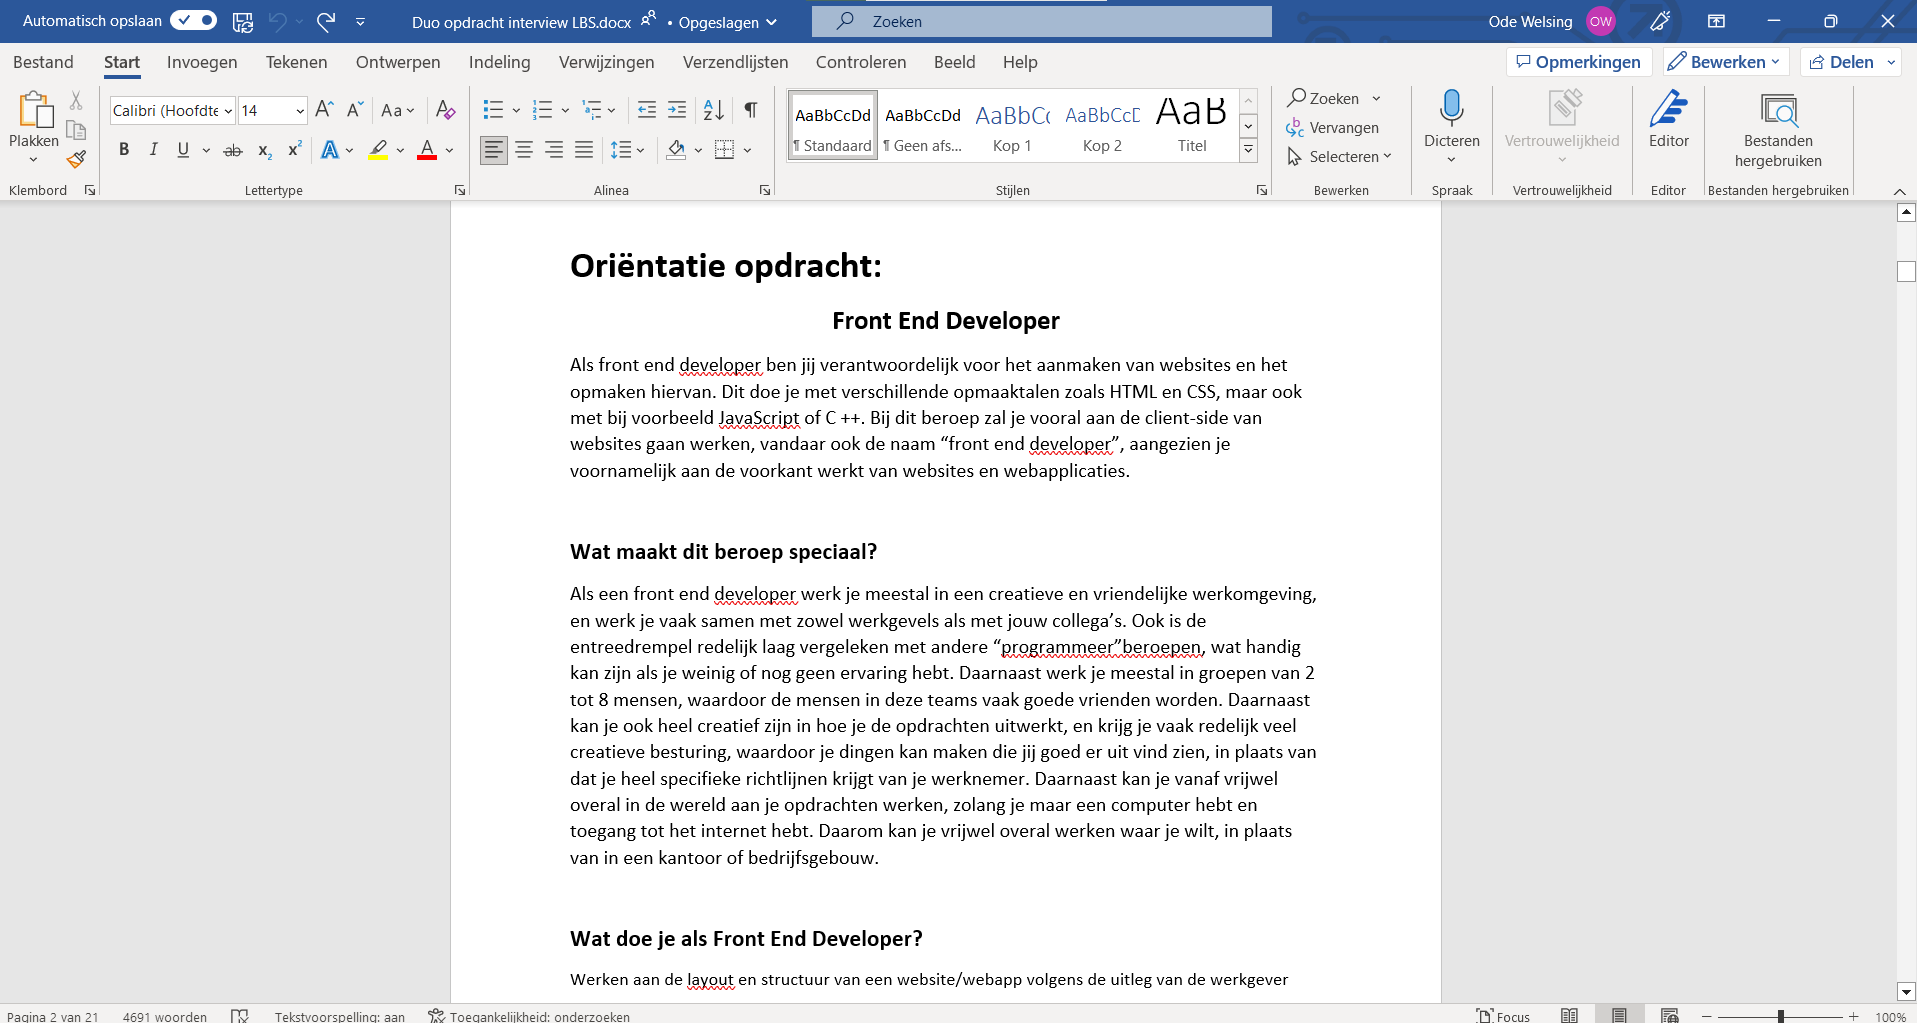 Automatisch opslaan
Duo opdracht interview LBS.docx • Opgeslagen
Zoeken
Ode Welsing OW
Bestand Start Invoegen Tekenen Ontwerpen Indeling Verwijzingen Verzendlijsten Controleren Beeld Help
Opmerkingen Bewerken Delen
Plakken
Klembord
Calibri (Hoofdte 14
Lettertype
Alinea
AaBbCcDd AaBbCcDd AaBbCc AaBbCcD AaB
¶ Standaard ¶ Geen afs... Kop 1 Kop 2 Titel
Stijlen
Zoeken
Vervangen
Selecteren
Bewerken
Dicteren
Spraak
Vertrouwelijkheid
Vertrouwelijkheid
Editor
Editor
Bestanden
hergebruiken
Bestanden hergebruiken
Oriëntatie opdracht:
Front End Developer
Als front end developer ben jij verantwoordelijk voor het aanmaken van websites en het
opmaken hiervan. Dit doe je met verschillende opmaaktalen zoals HTML en CSS, maar ook
met bij voorbeeld JavaScript of C ++. Bij dit beroep zal je vooral aan de client-side van
websites gaan werken, vandaar ook de naam “front end developer”, aangezien je
voornamelijk aan de voorkant werkt van websites en webapplicaties.
Wat maakt dit beroep speciaal?
Als een front end developer werk je meestal in een creatieve en vriendelijke werkomgeving,
en werk je vaak samen met zowel werkgevels als met jouw collega’s. Ook is de
entreedrempel redelijk laag vergeleken met andere “programmeer”beroepen, wat handig
kan zijn als je weinig of nog geen ervaring hebt. Daarnaast werk je meestal in groepen van 2
tot 8 mensen, waardoor de mensen in deze teams vaak goede vrienden worden. Daarnaast
kan je ook heel creatief zijn in hoe je de opdrachten uitwerkt, en krijg je vaak redelijk veel
creatieve besturing, waardoor je dingen kan maken die jij goed er uit vind zien, in plaats van
dat je heel specifieke richtlijnen krijgt van je werknemer. Daarnaast kan je vanaf vrijwel
overal in de wereld aan je opdrachten werken, zolang je maar een computer hebt en
toegang tot het internet hebt. Daarom kan je vrijwel overal werken waar je wilt, in plaats
van in een kantoor of bedrijfsgebouw.
Wat doe je als Front End Developer?
Werken aan de layout en structuur van een website/webapp volgens de uitleg van de werkgever
Pagina 2 van 21 4691 woorden Tekstvoorspelling: aan Toegankelijkheid: onderzoeken Focus 100%